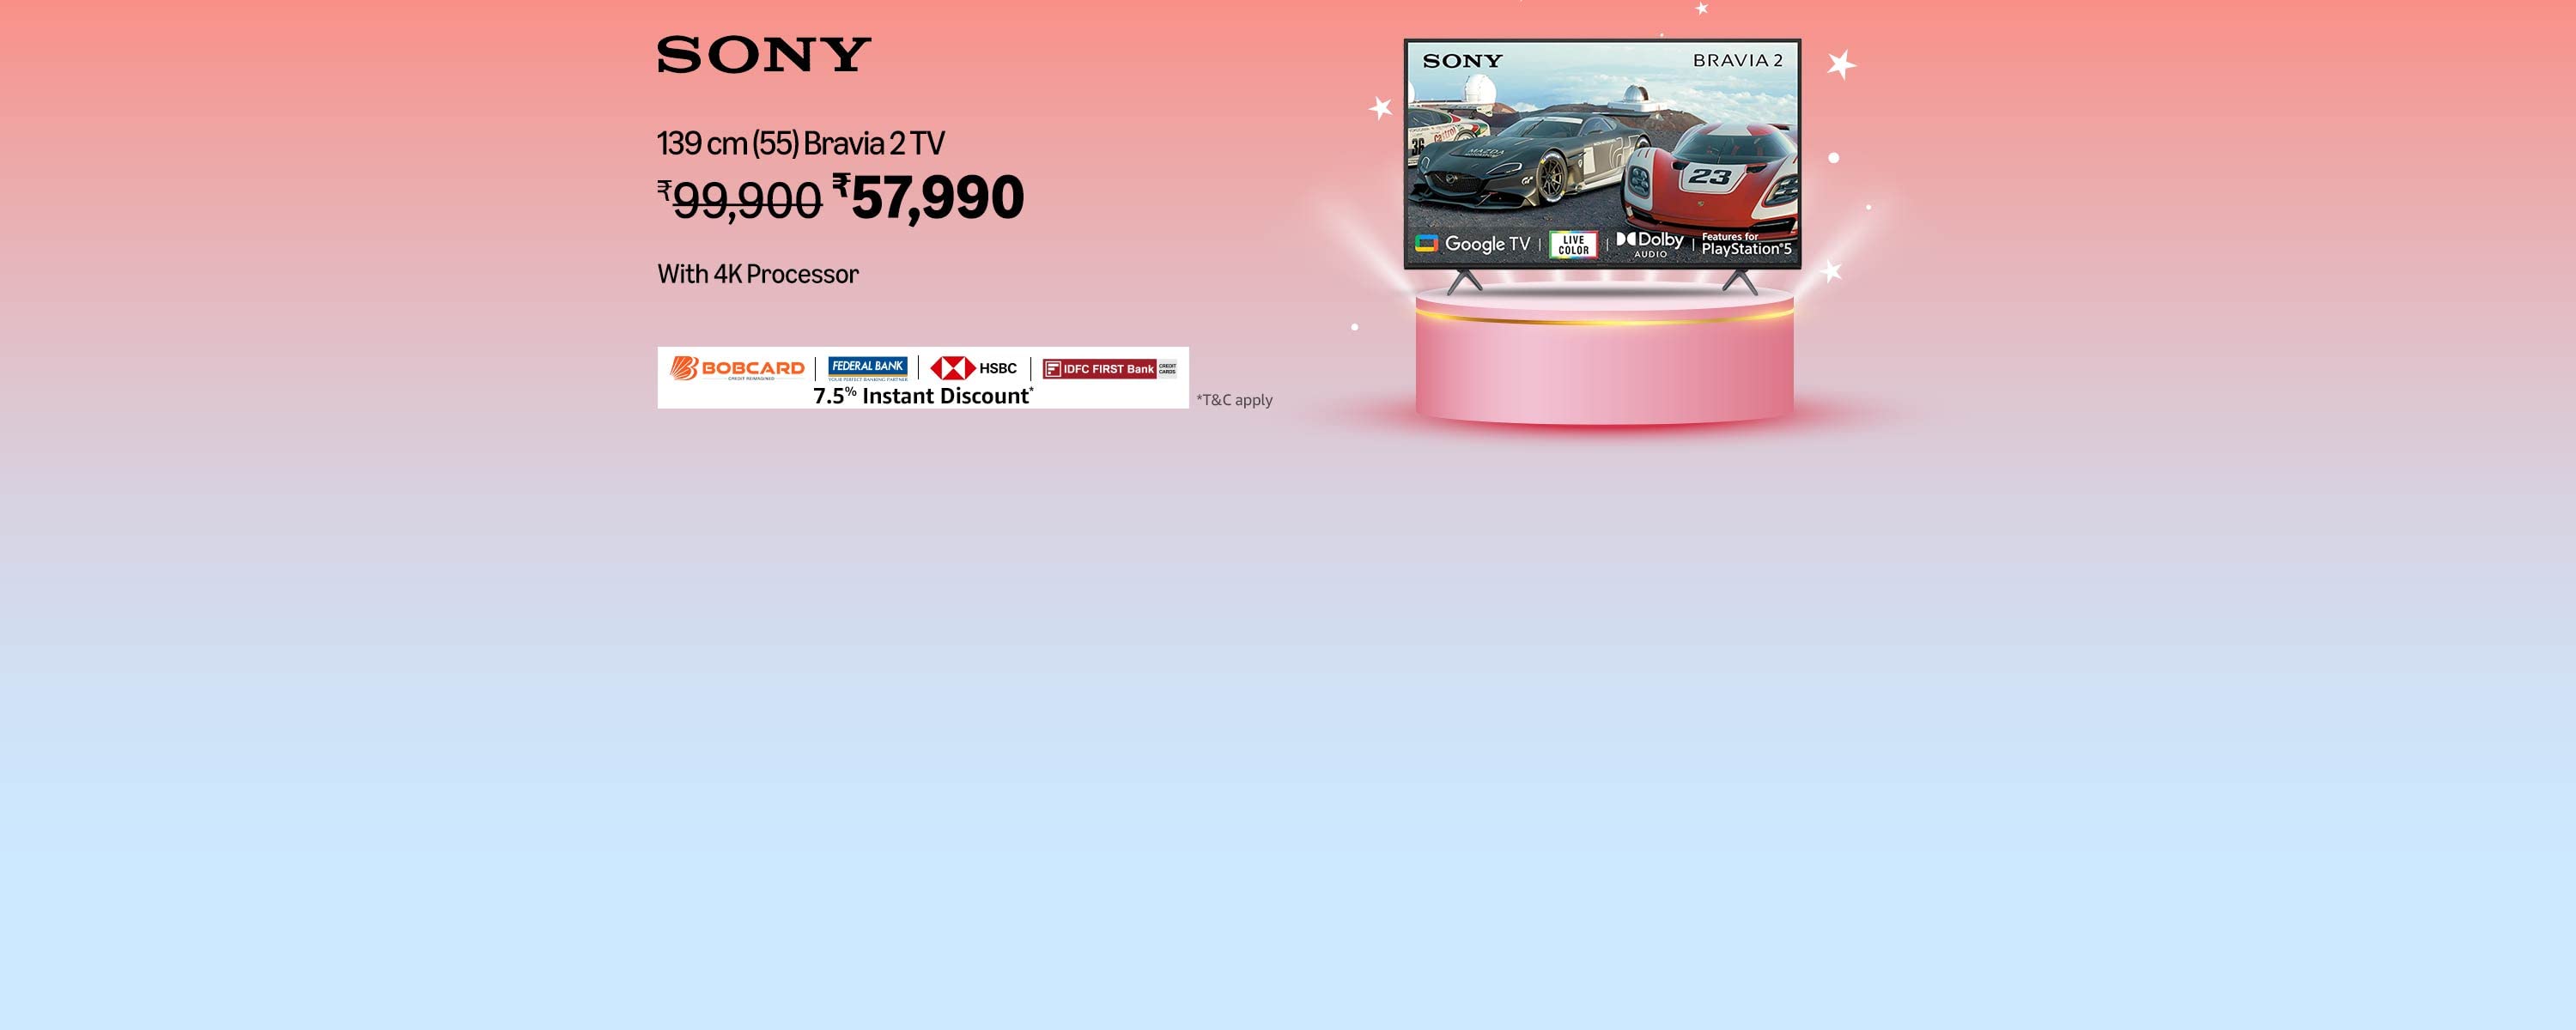 SONY
139 cm (55) Bravia 2 TV
₹99,900 ₹57,990
With 4K Processor
BOBCARD
CREDIT REIMAGINED
FEDERAL BANK
YOUR PERFECT BANKING PARTNER
HSBC
IDFC FIRST Bank
CREDIT CARDS
7.5% Instant Discount*
*T&C apply
SONY
BRAVIA 2
36
Castrol
MAZDA
23
Google TV
LIVE COLOR
Dolby AUDIO
Features for PlayStation®5